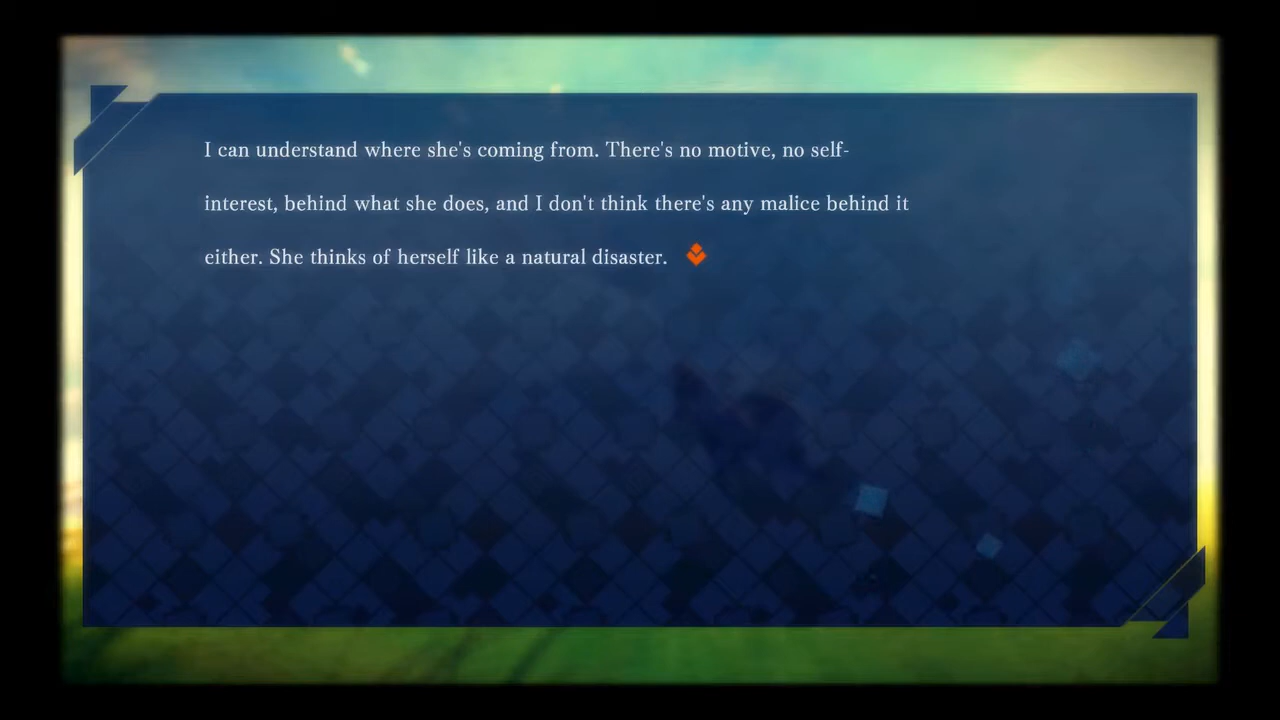 I can understand where she's coming from. There's no motive, no self-
interest, behind what she does, and I don't think there's any malice behind it
either. She thinks of herself like a natural disaster.